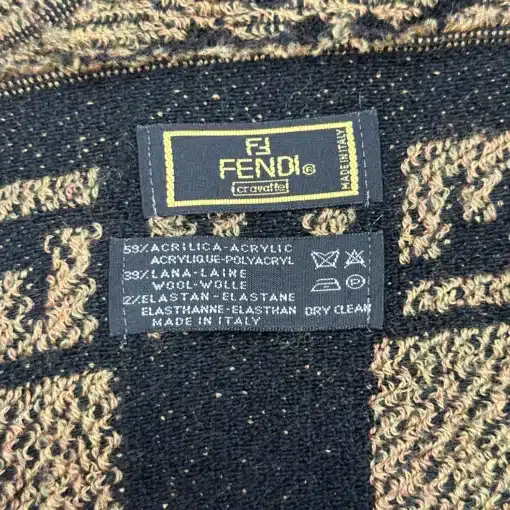 FENDI®
cravatte
MADE IN ITALY
59% ACRILICA-ACRYLIC
ACRYLIQUE-POLYACRYL
39% LANA-LAINE
WOOL-WOLLE
2% ELASTAN-ELASTANE
ELASTHANNE-ELASTHAN DRY CLEAN
MADE IN ITALY